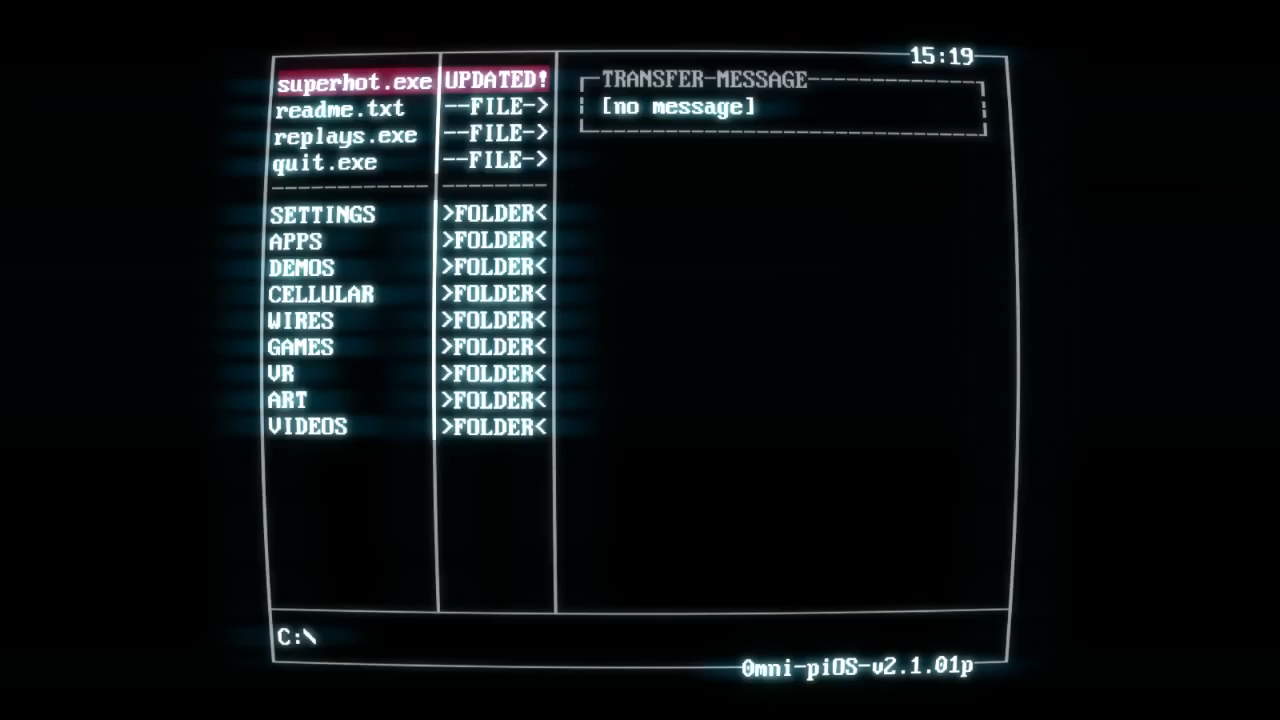 15:19
superhot.exe UPDATED!
readme.txt --FILE->
replays.exe --FILE->
quit.exe --FILE->
SETTINGS >FOLDER<
APPS >FOLDER<
DEMOS >FOLDER<
CELLULAR >FOLDER<
WIRES >FOLDER<
GAMES >FOLDER<
VR >FOLDER<
ART >FOLDER<
VIDEOS >FOLDER<
TRANSFER-MESSAGE
[no message]
C:\
0mni-piOS-v2.1.01p